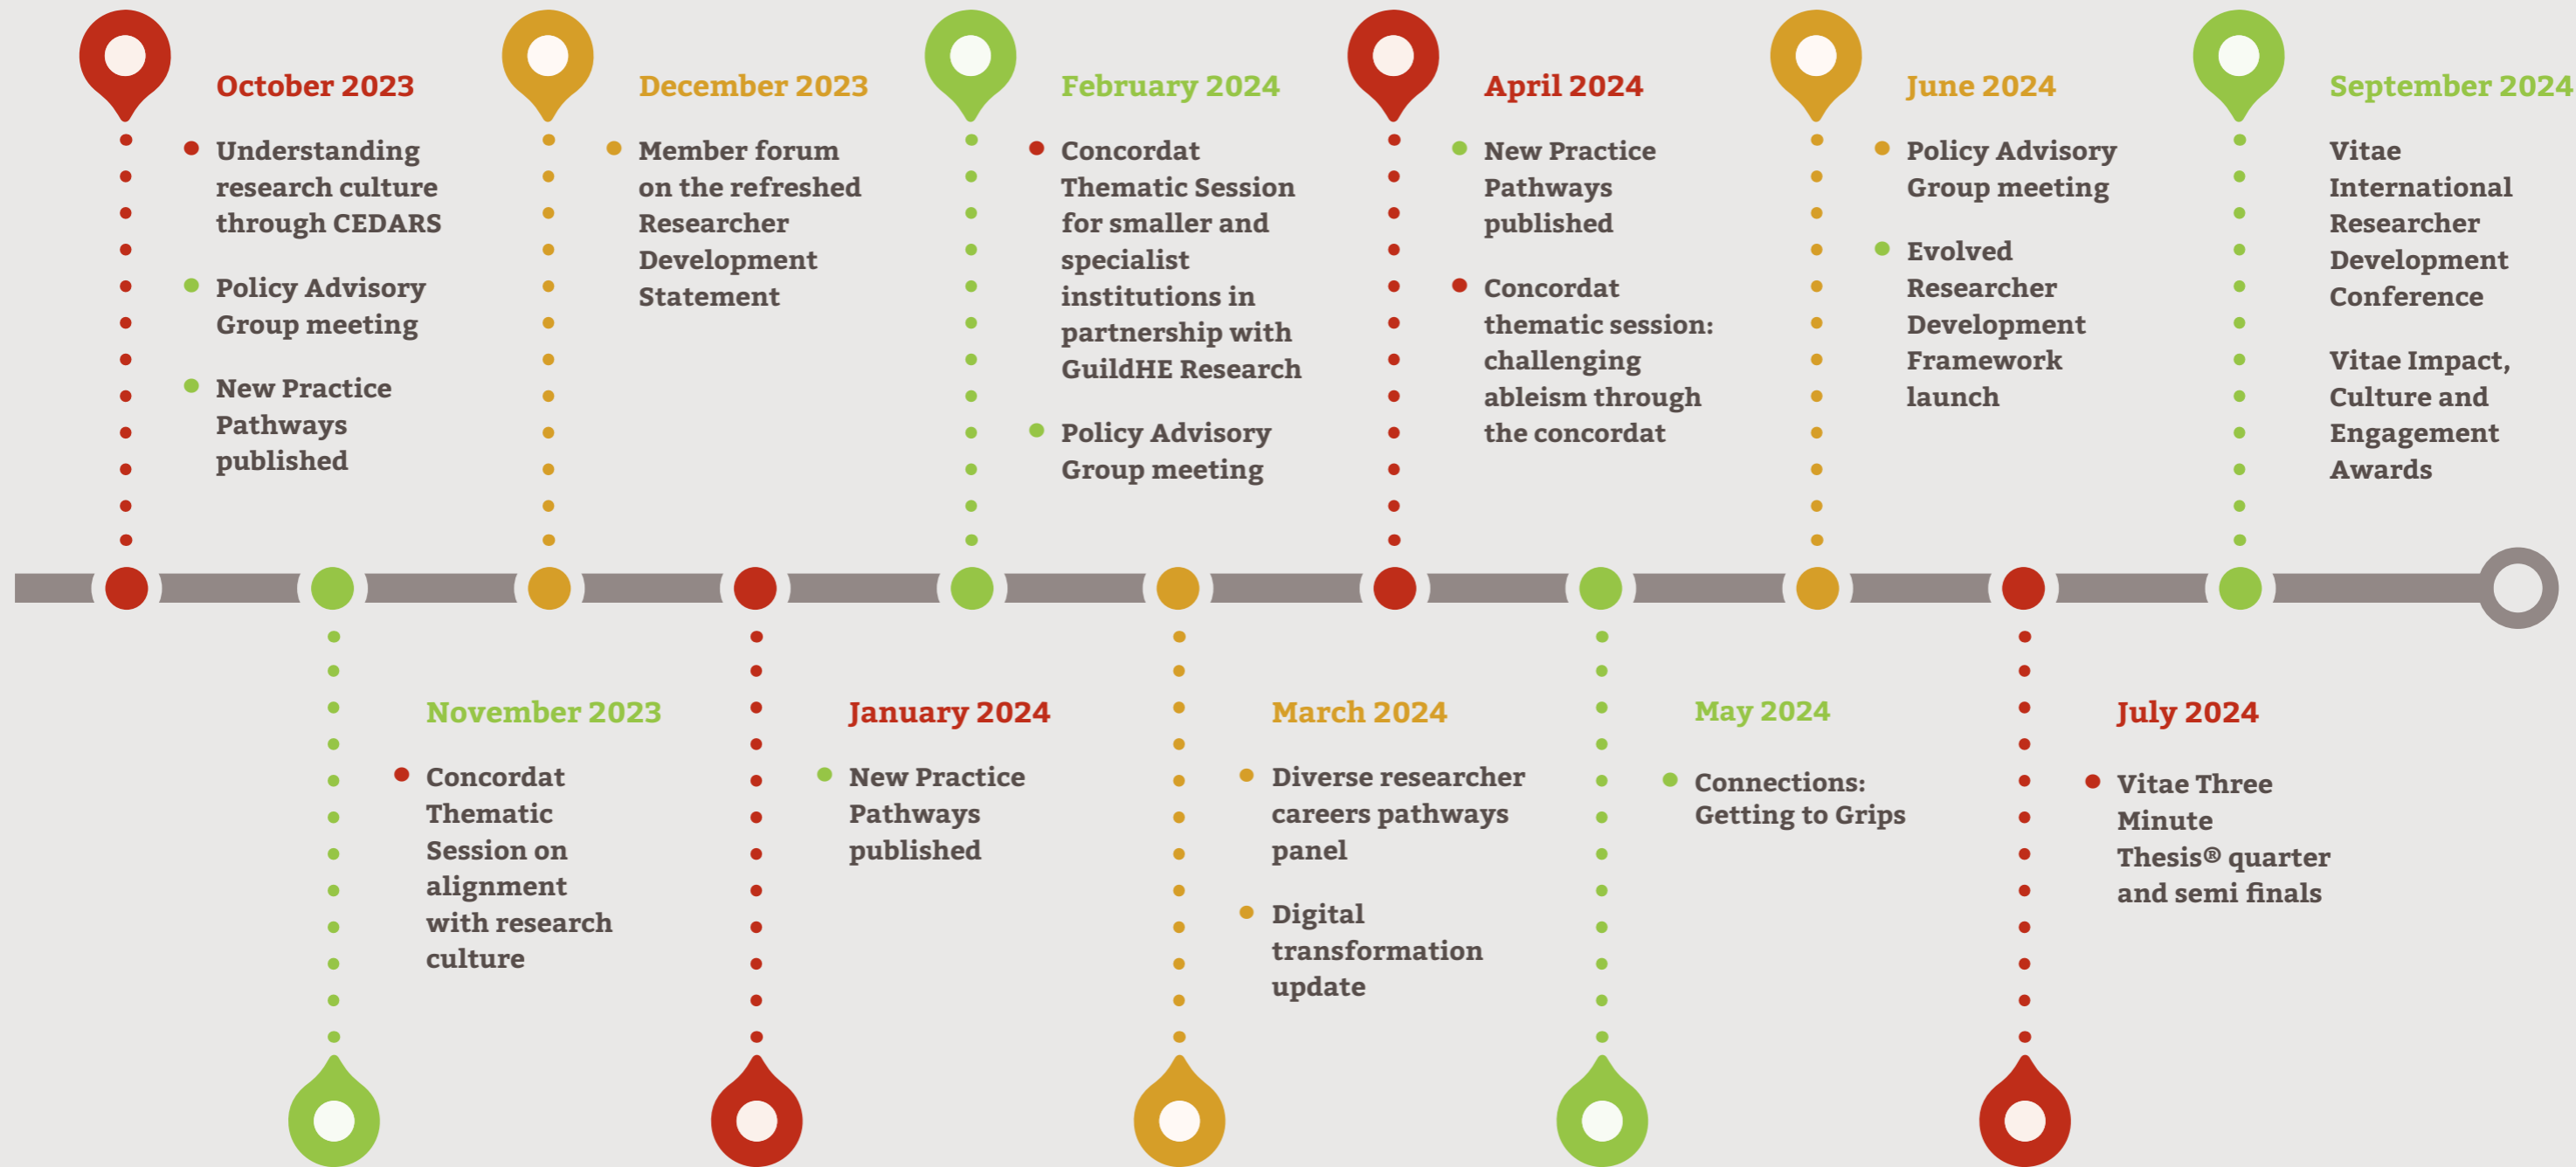 October 2023
Understanding
research culture
through CEDARS
Policy Advisory
Group meeting
New Practice
Pathways
published
December 2023
Member forum
on the refreshed
Researcher
Development
Statement
February 2024
Concordat
Thematic Session
for smaller and
specialist
institutions in
partnership with
GuildHE Research
Policy Advisory
Group meeting
April 2024
New Practice
Pathways
published
Concordat
thematic session:
challenging
ableism through
the concordat
June 2024
Policy Advisory
Group meeting
Evolved
Researcher
Development
Framework
launch
September 2024
Vitae
International
Researcher
Development
Conference
Vitae Impact,
Culture and
Engagement
Awards
November 2023
Concordat
Thematic
Session on
alignment
with research
culture
January 2024
New Practice
Pathways
published
March 2024
Diverse researcher
careers pathways
panel
Digital
transformation
update
May 2024
Connections:
Getting to Grips
July 2024
Vitae Three
Minute
Thesis® quarter
and semi finals